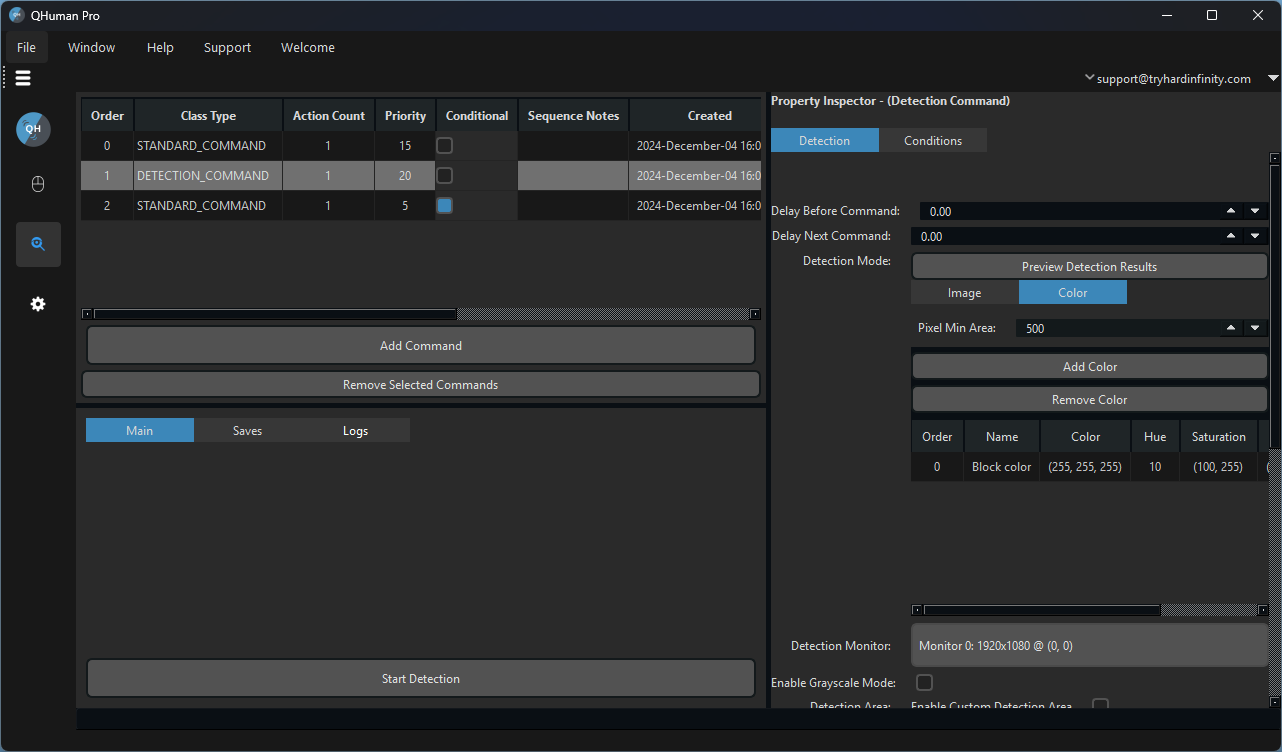 QHuman Pro
File Window Help Support Welcome
support@tryhardinfinity.com
QH
Order Class Type Action Count Priority Conditional Sequence Notes Created
0 STANDARD_COMMAND 1 15 2024-December-04 16:0
1 DETECTION_COMMAND 1 20 2024-December-04 16:0
2 STANDARD_COMMAND 1 5 2024-December-04 16:0
Add Command
Remove Selected Commands
Main Saves Logs
Start Detection
Property Inspector - (Detection Command)
Detection Conditions
Delay Before Command: 0.00
Delay Next Command: 0.00
Detection Mode: Preview Detection Results
Image Color
Pixel Min Area: 500
Add Color
Remove Color
Order Name Color Hue Saturation
0 Block color (255, 255, 255) 10 (100, 255) (
Detection Monitor: Monitor 0: 1920x1080 @ (0, 0)
Enable Grayscale Mode:
Detection Area: Enable Custom Detection Area